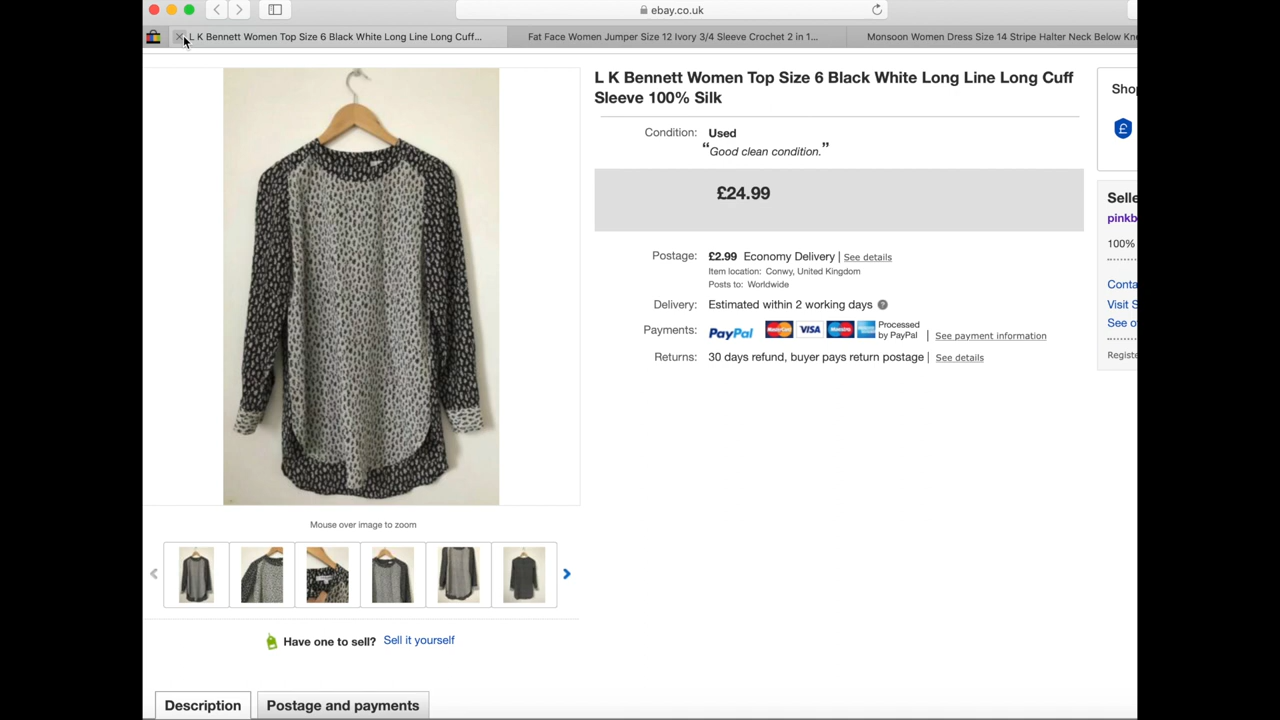 ebay.co.uk
L K Bennett Women Top Size 6 Black White Long Line Long Cuff...
Fat Face Women Jumper Size 12 Ivory 3/4 Sleeve Crochet 2 in 1...
Monsoon Women Dress Size 14 Stripe Halter Neck Below Kne
L K Bennett Women Top Size 6 Black White Long Line Long Cuff
Sleeve 100% Silk
Condition: Used
“Good clean condition.”
£24.99
Postage: £2.99 Economy Delivery | See details
Item location: Conwy, United Kingdom
Posts to: Worldwide
Delivery: Estimated within 2 working days ?
Payments: PayPal MasterCard VISA Maestro Processed
by PayPal | See payment information
Returns: 30 days refund, buyer pays return postage | See details
Shop
£
Selle
pinkb
100%
Conta
Visit S
See o
Registe
Mouse over image to zoom
Have one to sell? Sell it yourself
Description
Postage and payments